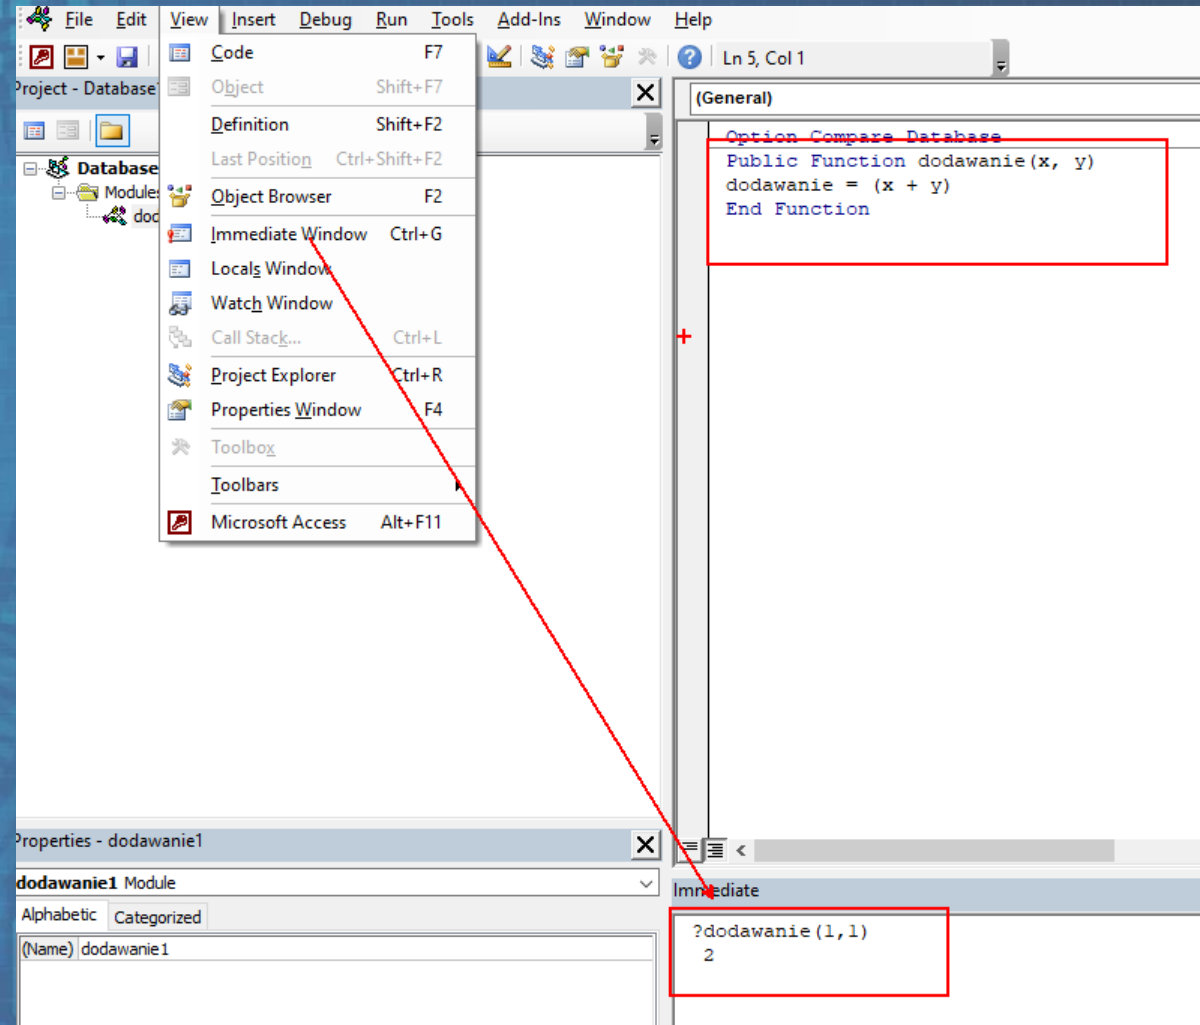 File Edit View Insert Debug Run Tools Add-Ins Window Help
Ln 5, Col 1
Project - Database
Code F7
Object Shift+F7
Definition Shift+F2
Last Position Ctrl+Shift+F2
Object Browser F2
Immediate Window Ctrl+G
Locals Window
Watch Window
Call Stack... Ctrl+L
Project Explorer Ctrl+R
Properties Window F4
Toolbox
Toolbars
Microsoft Access Alt+F11
Database
Modules
dod
(General)
Option Compare Database
Public Function dodawanie(x, y)
dodawanie = (x + y)
End Function
Properties - dodawanie1
dodawanie1 Module
Alphabetic Categorized
(Name) dodawanie1
Immediate
?dodawanie(1,1)
2